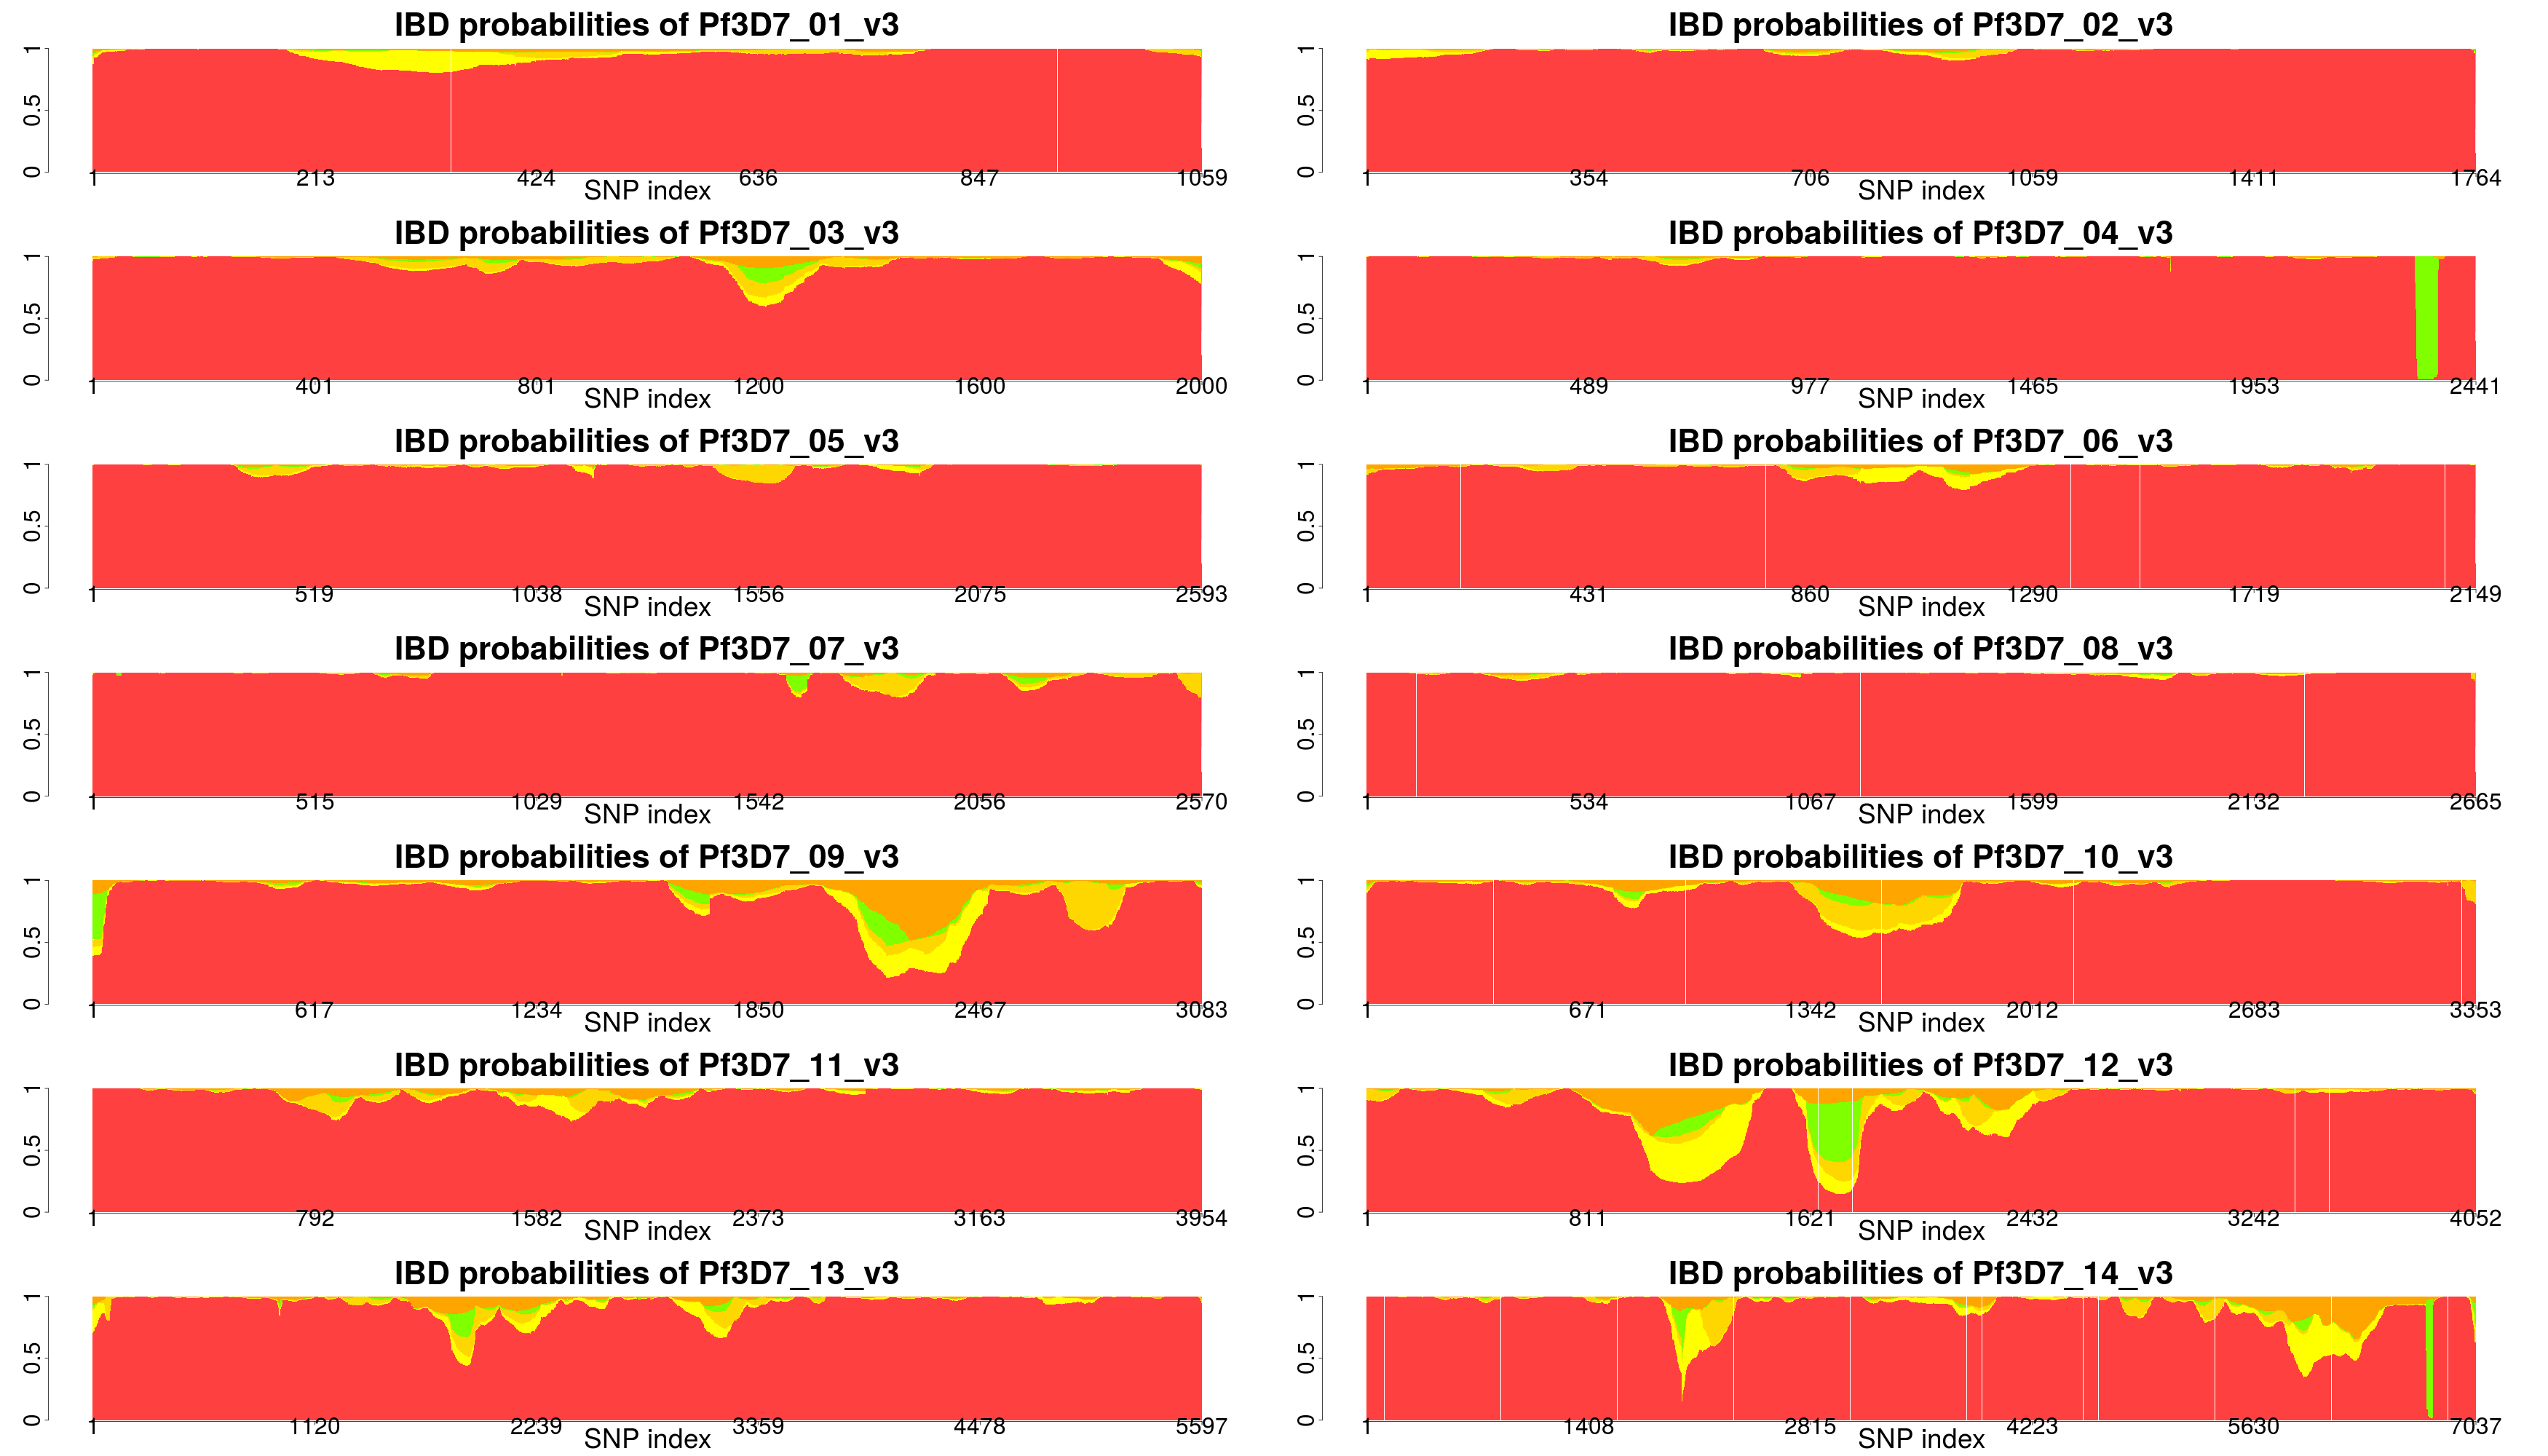 IBD probabilities of Pf3D7_01_v3
0 0.5 1
1 213 424 636 847 1059
SNP index
IBD probabilities of Pf3D7_02_v3
0 0.5 1
1 354 706 1059 1411 1764
SNP index
IBD probabilities of Pf3D7_03_v3
0 0.5 1
1 401 801 1200 1600 2000
SNP index
IBD probabilities of Pf3D7_04_v3
0 0.5 1
1 489 977 1465 1953 2441
SNP index
IBD probabilities of Pf3D7_05_v3
0 0.5 1
1 519 1038 1556 2075 2593
SNP index
IBD probabilities of Pf3D7_06_v3
0 0.5 1
1 431 860 1290 1719 2149
SNP index
IBD probabilities of Pf3D7_07_v3
0 0.5 1
1 515 1029 1542 2056 2570
SNP index
IBD probabilities of Pf3D7_08_v3
0 0.5 1
1 534 1067 1599 2132 2665
SNP index
IBD probabilities of Pf3D7_09_v3
0 0.5 1
1 617 1234 1850 2467 3083
SNP index
IBD probabilities of Pf3D7_10_v3
0 0.5 1
1 671 1342 2012 2683 3353
SNP index
IBD probabilities of Pf3D7_11_v3
0 0.5 1
1 792 1582 2373 3163 3954
SNP index
IBD probabilities of Pf3D7_12_v3
0 0.5 1
1 811 1621 2432 3242 4052
SNP index
IBD probabilities of Pf3D7_13_v3
0 0.5 1
1 1120 2239 3359 4478 5597
SNP index
IBD probabilities of Pf3D7_14_v3
0 0.5 1
1 1408 2815 4223 5630 7037
SNP index